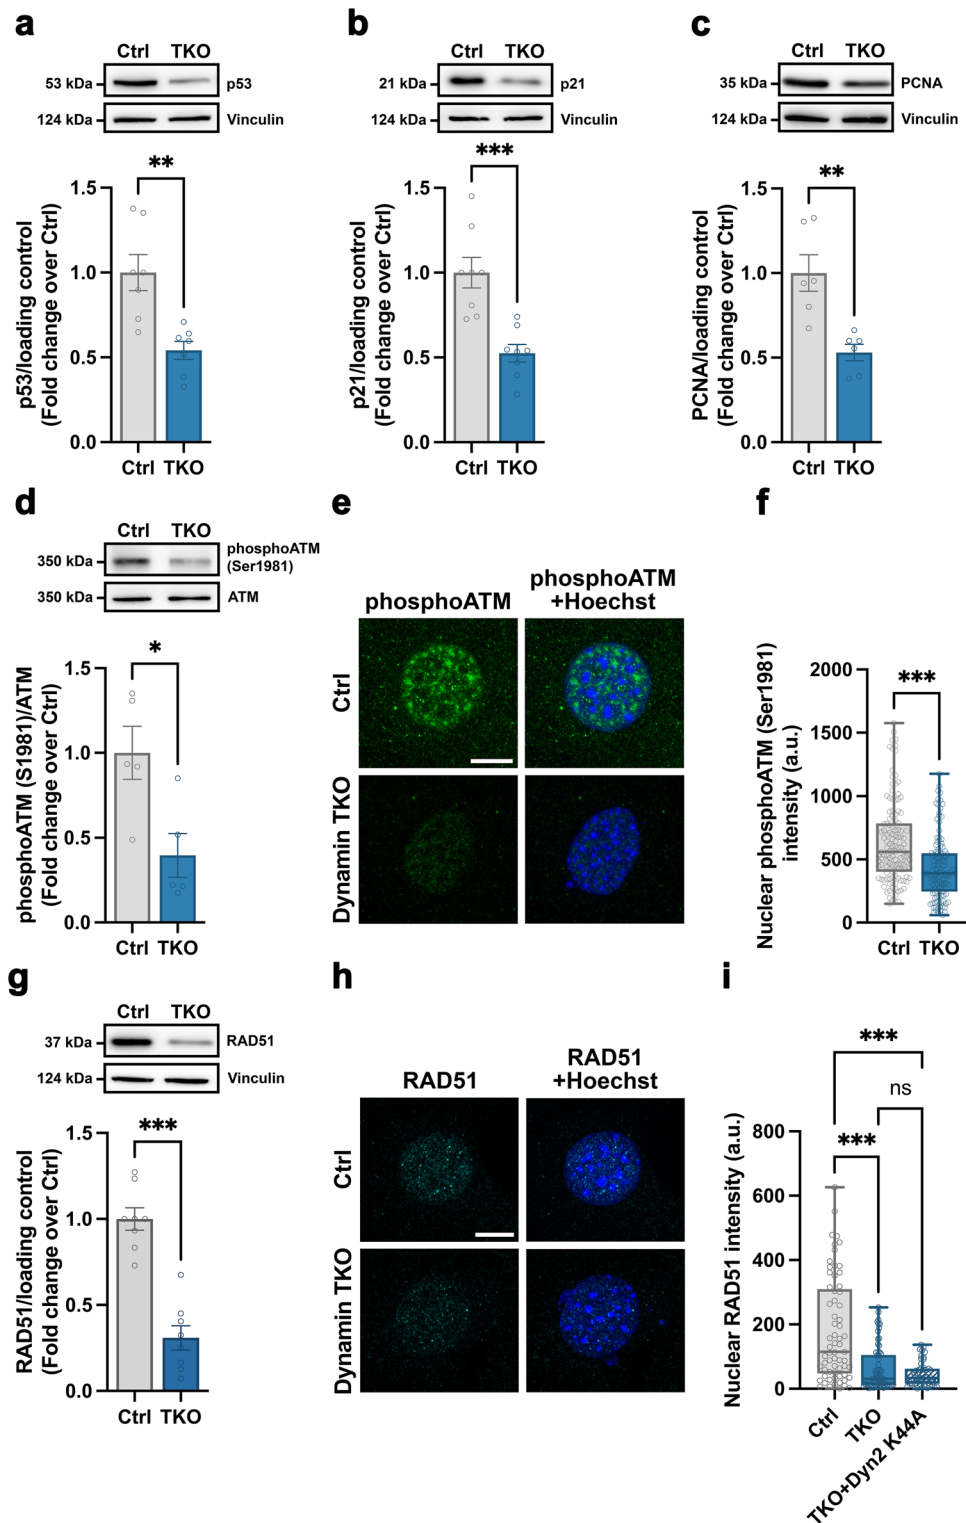 a
Ctrl TKO
53 kDa
p53
124 kDa
Vinculin
**
p53/loading control
(Fold change over Ctrl)
1.5
1.0
0.5
0.0
Ctrl TKO
b
Ctrl TKO
21 kDa
p21
124 kDa
Vinculin
***
p21/loading control
(Fold change over Ctrl)
1.5
1.0
0.5
0.0
Ctrl TKO
c
Ctrl TKO
35 kDa
PCNA
124 kDa
Vinculin
**
PCNA/loading control
(Fold change over Ctrl)
1.5
1.0
0.5
0.0
Ctrl TKO
d
Ctrl TKO
350 kDa
phosphoATM
(Ser1981)
350 kDa
ATM
*
phosphoATM (S1981)/ATM
(Fold change over Ctrl)
1.5
1.0
0.5
0.0
Ctrl TKO
e
phosphoATM
phosphoATM
+Hoechst
Ctrl
Dynamin TKO
f
***
Nuclear phosphoATM (Ser1981)
intensity (a.u.)
2000
1500
1000
500
0
Ctrl TKO
g
Ctrl TKO
37 kDa
RAD51
124 kDa
Vinculin
***
RAD51/loading control
(Fold change over Ctrl)
1.5
1.0
0.5
0.0
Ctrl TKO
h
RAD51
RAD51
+Hoechst
Ctrl
Dynamin TKO
i
***
ns
***
Nuclear RAD51 intensity (a.u.)
800
600
400
200
0
Ctrl
TKO
TKO+Dyn2 K44A